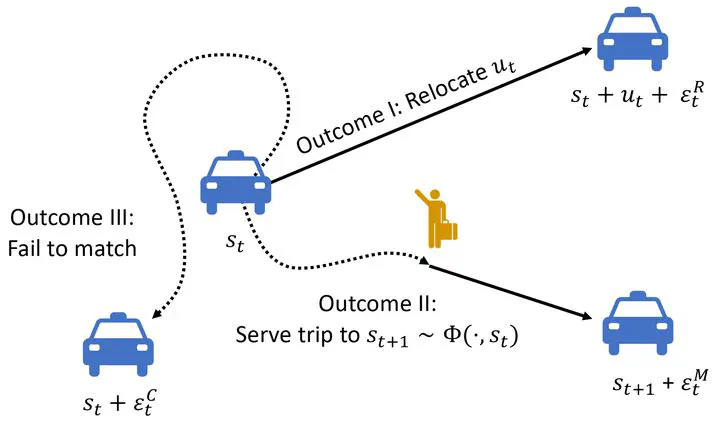 Outcome I: Relocate $u_t$
$s_t + u_t + \varepsilon_t^R$
$s_t$
Outcome III:
Fail to match
Outcome II:
Serve trip to $s_{t+1} \sim \Phi(\cdot, s_t)$
$s_t + \varepsilon_t^C$
$s_{t+1} + \varepsilon_t^M$